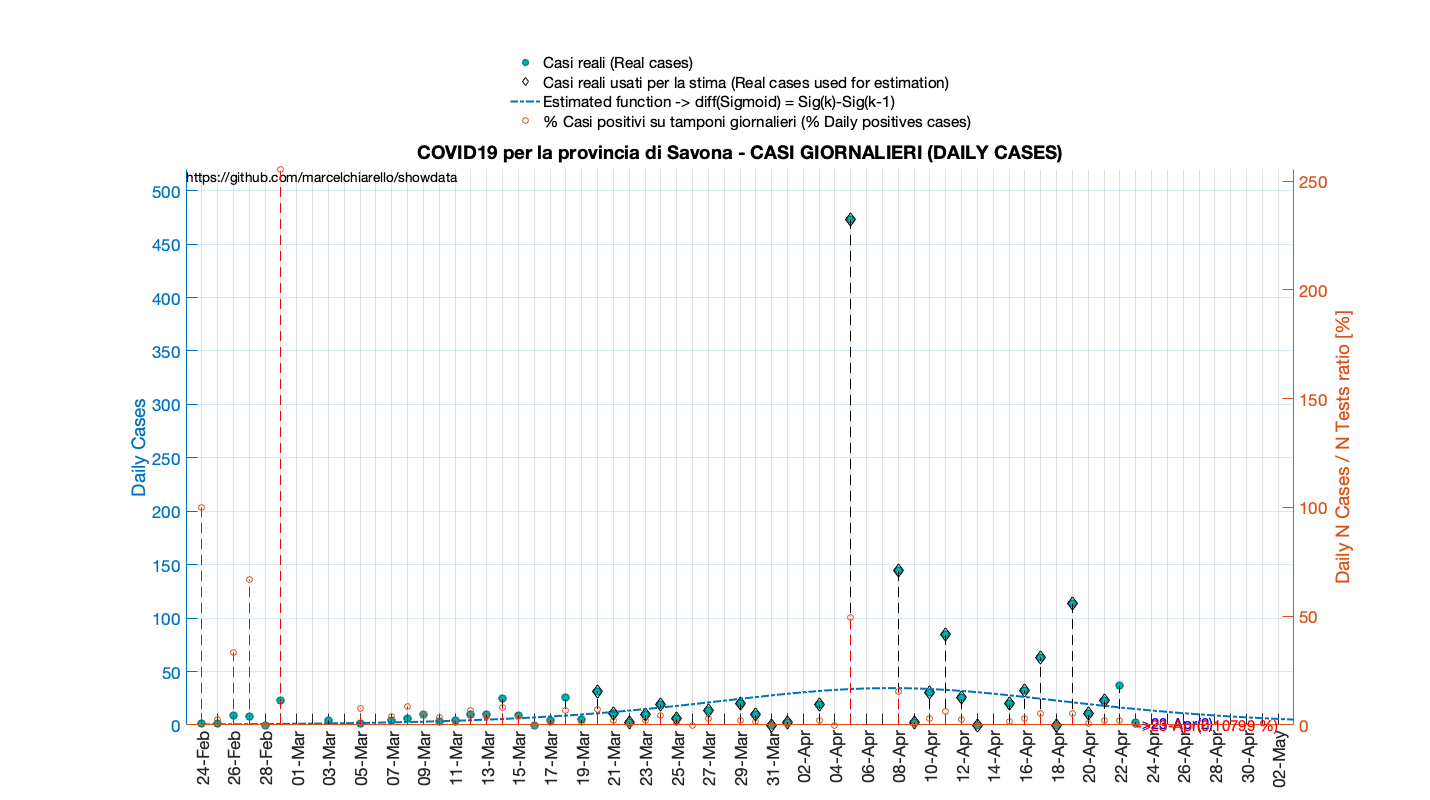 Casi reali (Real cases)
Casi reali usati per la stima (Real cases used for estimation)
Estimated function -> diff(Sigmoid) = Sig(k)-Sig(k-1)
% Casi positivi su tamponi giornalieri (% Daily positives cases)
COVID19 per la provincia di Savona - CASI GIORNALIERI (DAILY CASES)
https://github.com/marcelchiarello/showdata
Daily Cases
500
450
400
350
300
250
200
150
100
50
0
250
200
150
100
50
0
Daily N Cases / N Tests ratio [%]
24-Feb
26-Feb
28-Feb
01-Mar
03-Mar
05-Mar
07-Mar
09-Mar
11-Mar
13-Mar
15-Mar
17-Mar
19-Mar
21-Mar
23-Mar
25-Mar
27-Mar
29-Mar
31-Mar
02-Apr
04-Apr
06-Apr
08-Apr
10-Apr
12-Apr
14-Apr
16-Apr
18-Apr
20-Apr
22-Apr
24-Apr
26-Apr
28-Apr
30-Apr
02-May